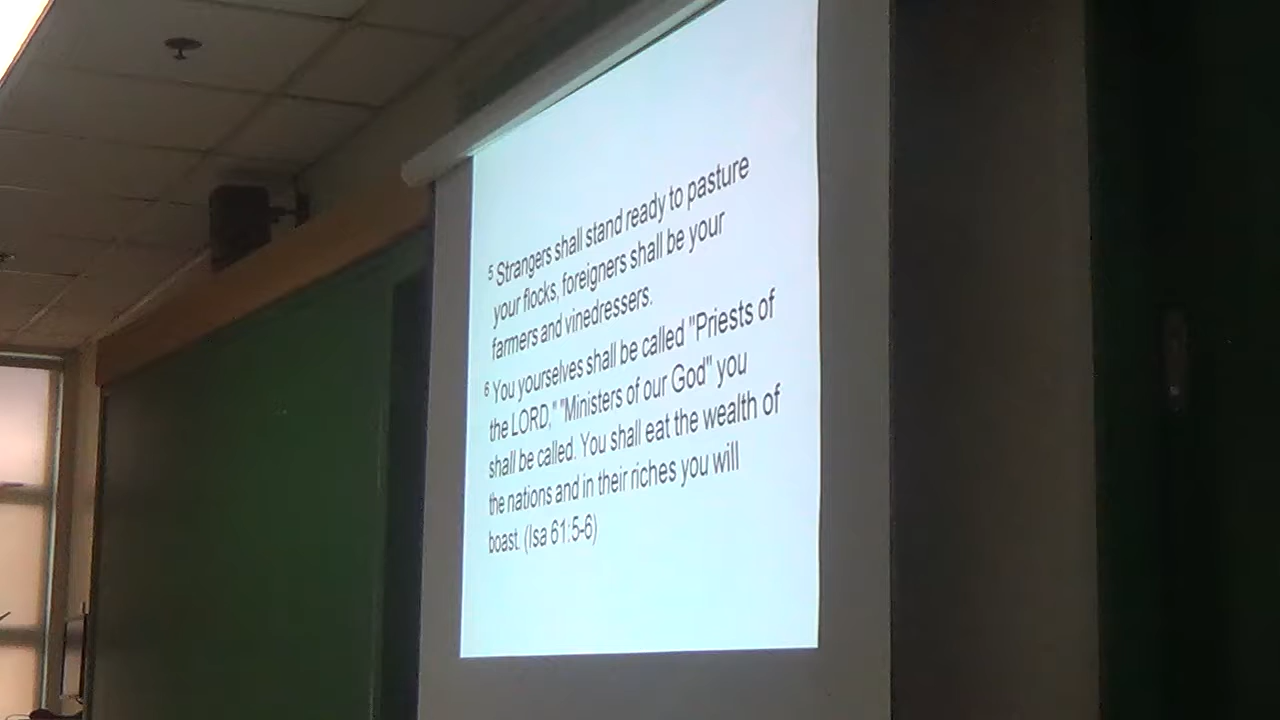 5 Strangers shall stand ready to pasture
your flocks, foreigners shall be your
farmers and vinedressers.
6 You yourselves shall be called "Priests of
the LORD," "Ministers of our God" you
shall be called. You shall eat the wealth of
the nations and in their riches you will
boast. (Isa 61:5-6)